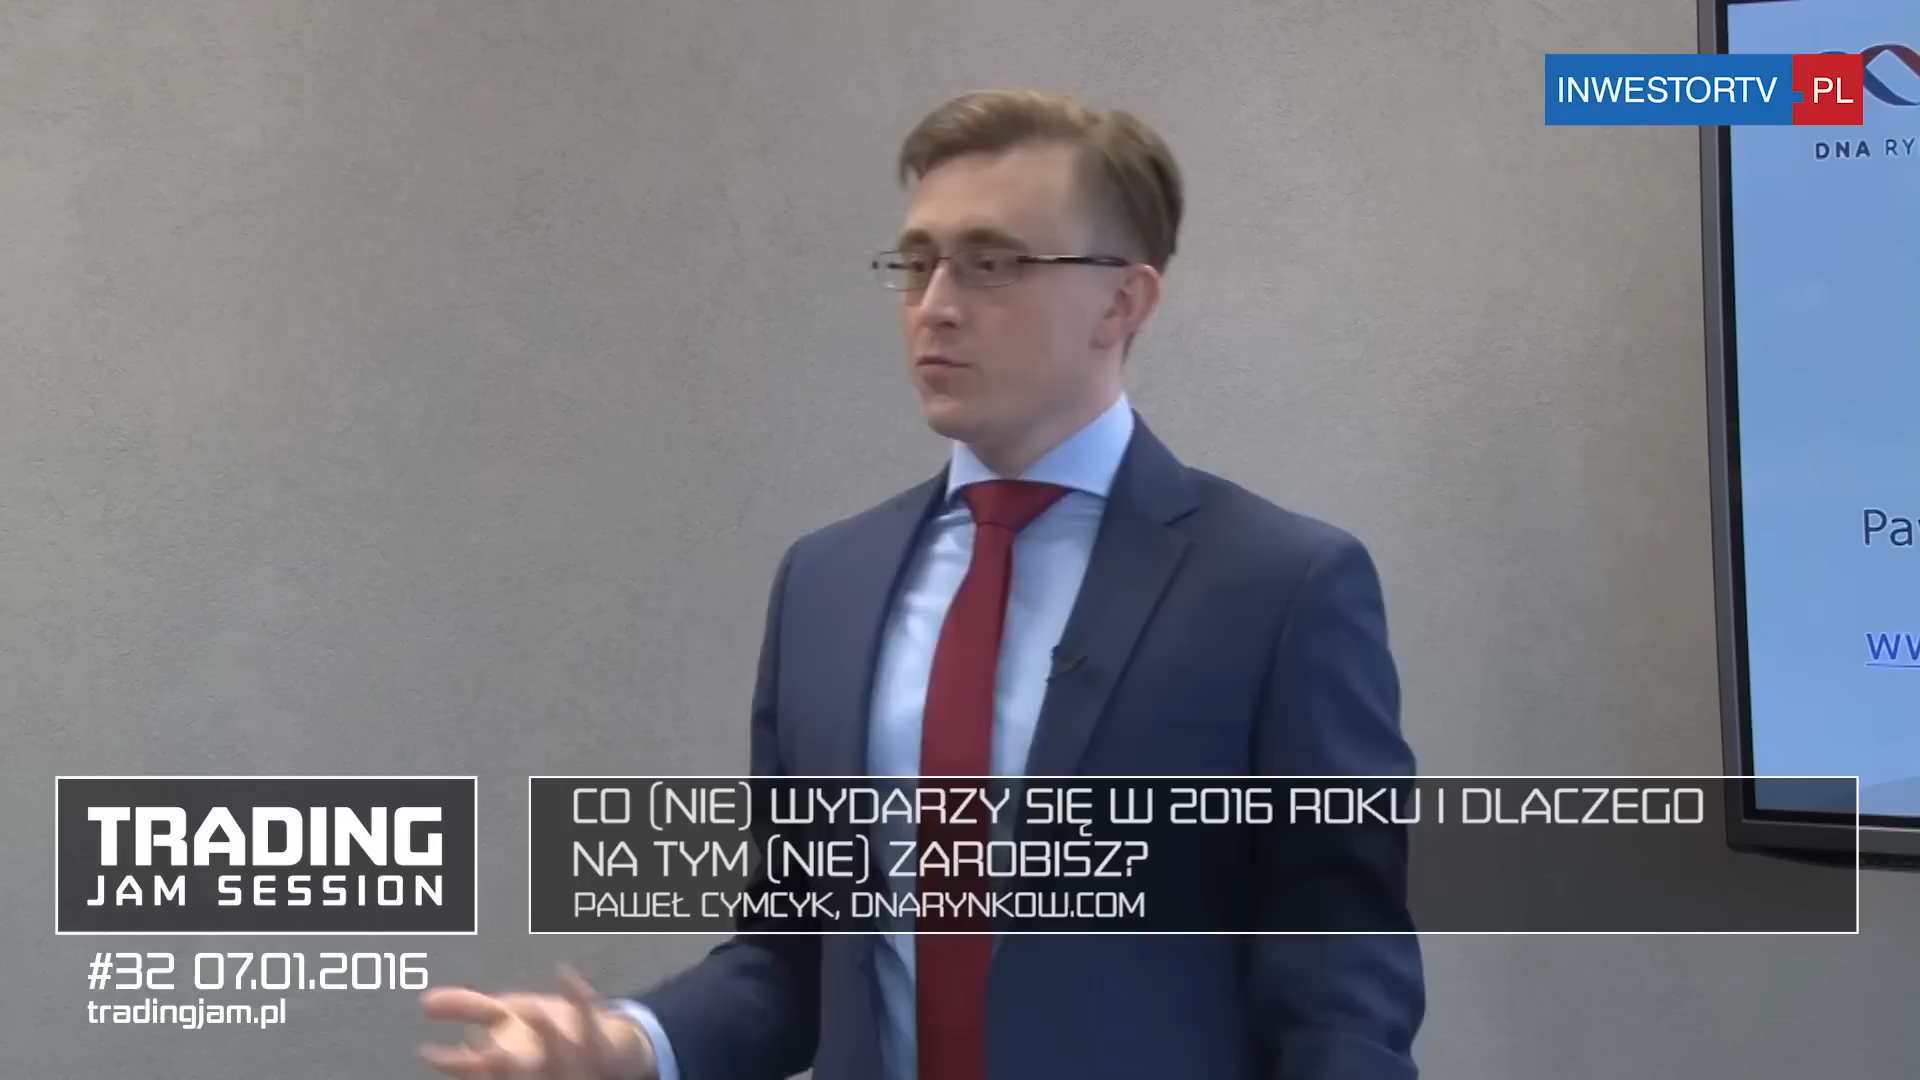 INWESTORTV.PL
DNA RY
Pa
CO (NIE) WYDARZY SIĘ W 2016 ROKU I DLACZEGO
NA TYM (NIE) ZAROBISZ?
PAWEŁ CYMCYK, DNARYNKOW.COM
TRADING
JAM SESSION
#32 07.01.2016
tradingjam.pl